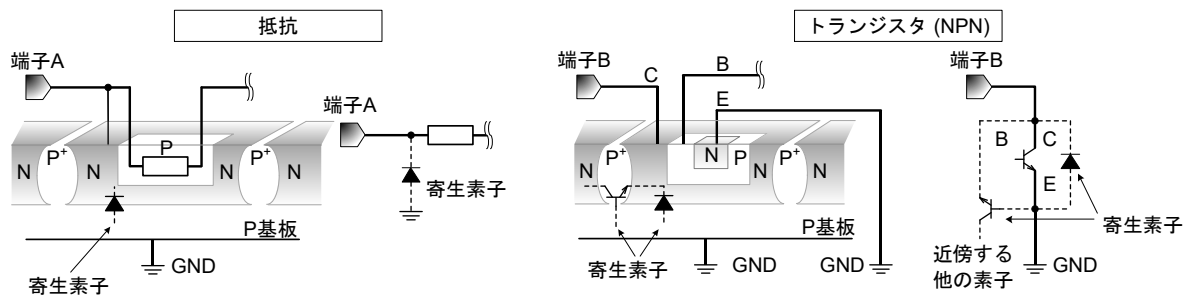 抵抗
端子A
N
P⁺
N
P
N
P⁺
N
P基板
GND
寄生素子
端子A
寄生素子
トランジスタ (NPN)
端子B
C
B
E
N
P⁺
N
N
P
N
P⁺
N
P基板
寄生素子
GND
GND
端子B
B
C
E
寄生素子
近傍する
他の素子
GND